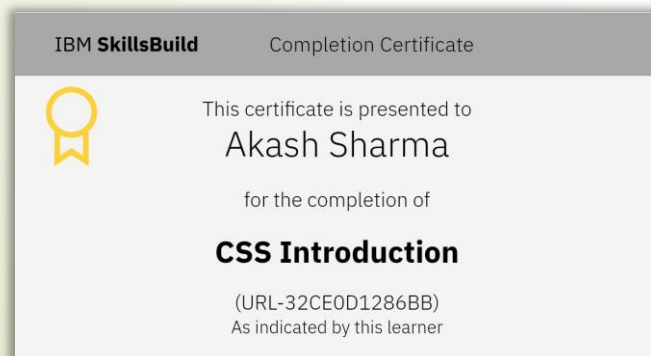 IBM SkillsBuild Completion Certificate
This certificate is presented to
Akash Sharma
for the completion of
CSS Introduction
(URL-32CE0D1286BB)
As indicated by this learner